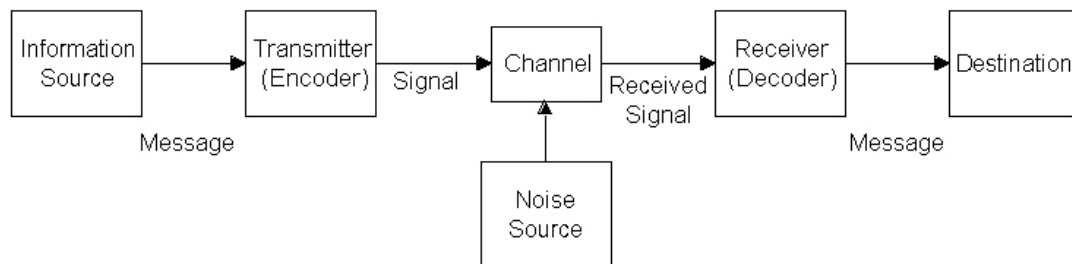 Information
Source
Transmitter
(Encoder)
Channel
Receiver
(Decoder)
Destination
Signal
Received
Signal
Message
Message
Noise
Source